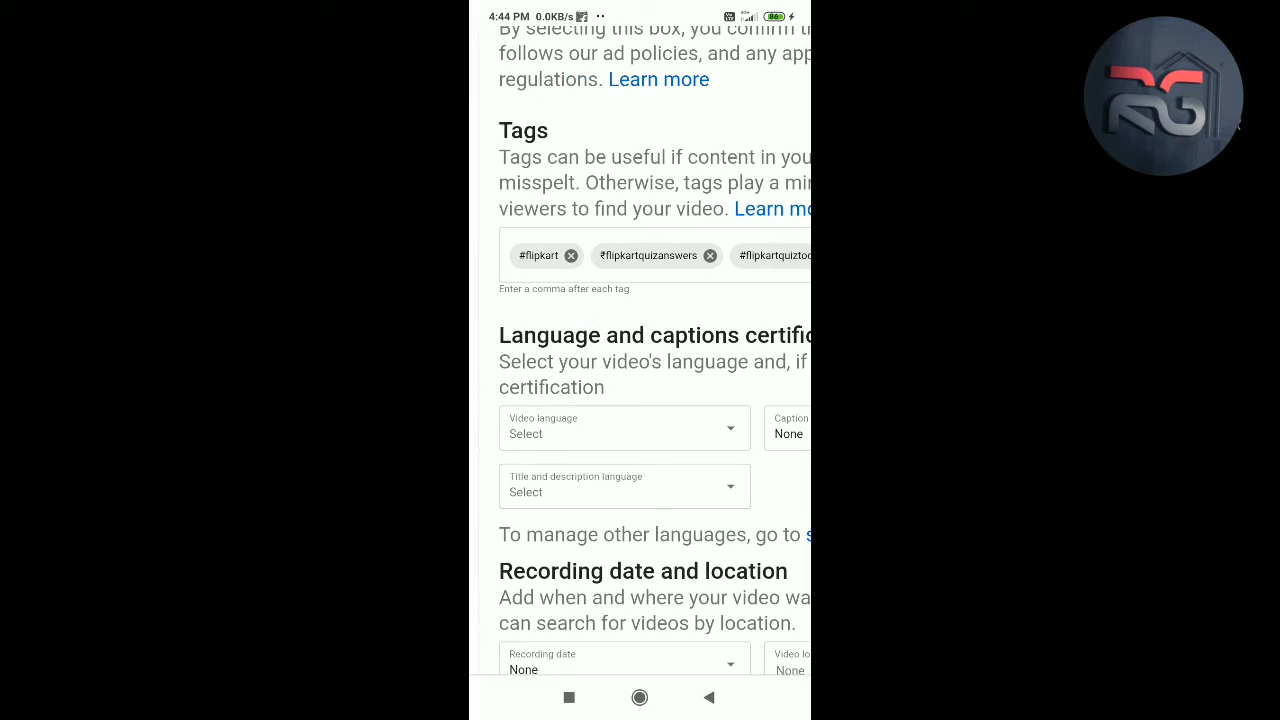 4:44 PM 0.0KB/s
86
By selecting this box, you confirm t
follows our ad policies, and any app
regulations. Learn more
Tags
Tags can be useful if content in you
misspelt. Otherwise, tags play a mi
viewers to find your video. Learn mo
#flipkart ₹flipkartquizanswers #flipkartquiztoo
Enter a comma after each tag
Language and captions certific
Select your video's language and, if
certification
Video language
Caption
Select
None
Title and description language
Select
To manage other languages, go to s
Recording date and location
Add when and where your video wa
can search for videos by location.
Recording date
Video lo
None
None